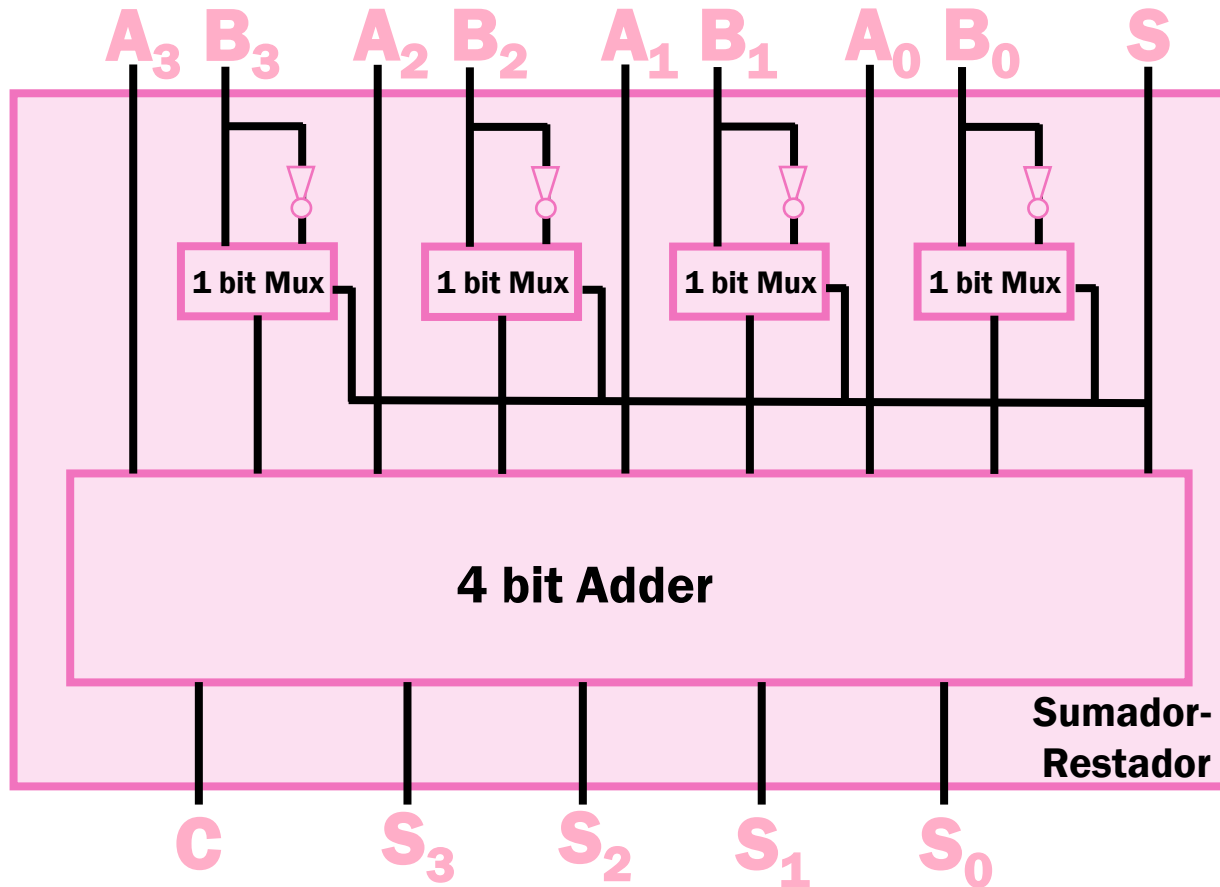 A₃ B₃ A₂ B₂ A₁ B₁ A₀ B₀ S
1 bit Mux 1 bit Mux 1 bit Mux 1 bit Mux
4 bit Adder
Sumador-
Restador
C S₃ S₂ S₁ S₀